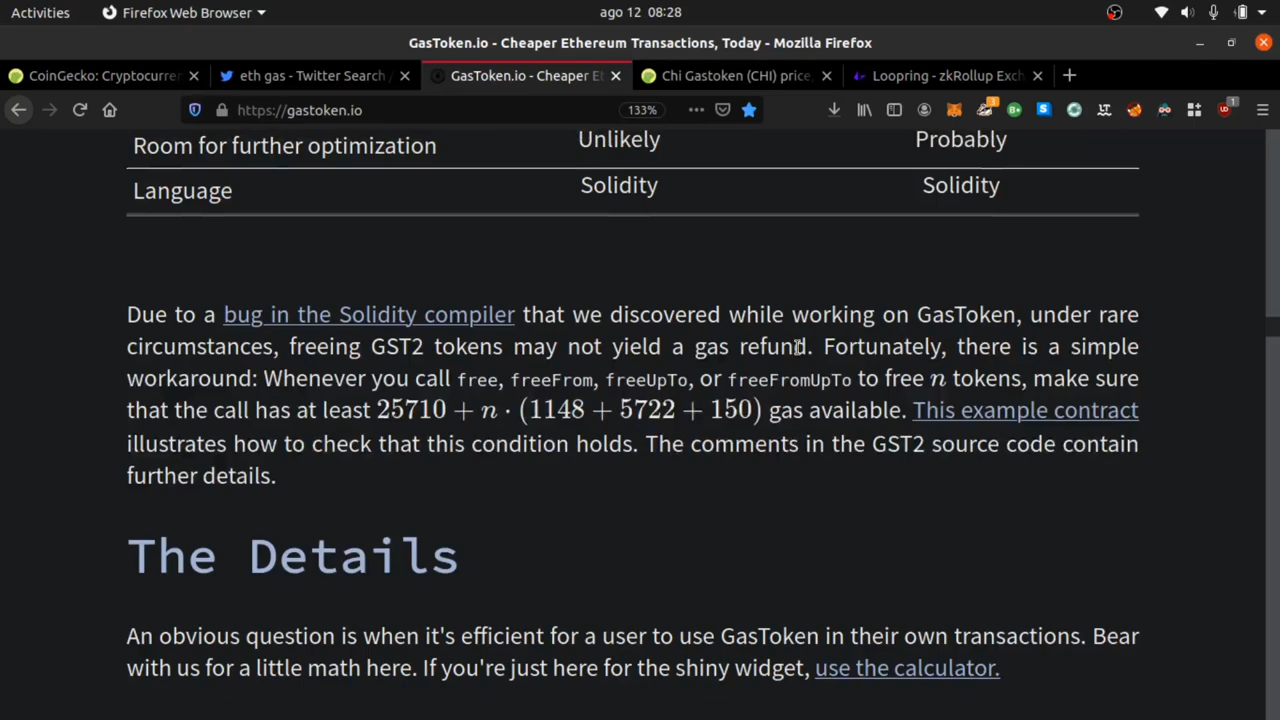 Activities Firefox Web Browser ago 12 08:28
GasToken.io - Cheaper Ethereum Transactions, Today - Mozilla Firefox
CoinGecko: Cryptocurrer eth gas - Twitter Search GasToken.io - Cheaper Et Chi Gastoken (CHI) price Loopring - zkRollup Exch
https://gastoken.io 133%
Room for further optimization Unlikely Probably
Language Solidity Solidity
Due to a bug in the Solidity compiler that we discovered while working on GasToken, under rare
circumstances, freeing GST2 tokens may not yield a gas refund. Fortunately, there is a simple
workaround: Whenever you call free, freeFrom, freeUpTo, or freeFromUpTo to free n tokens, make sure
that the call has at least 25710 + n · (1148 + 5722 + 150) gas available. This example contract
illustrates how to check that this condition holds. The comments in the GST2 source code contain
further details.
The Details
An obvious question is when it's efficient for a user to use GasToken in their own transactions. Bear
with us for a little math here. If you're just here for the shiny widget, use the calculator.